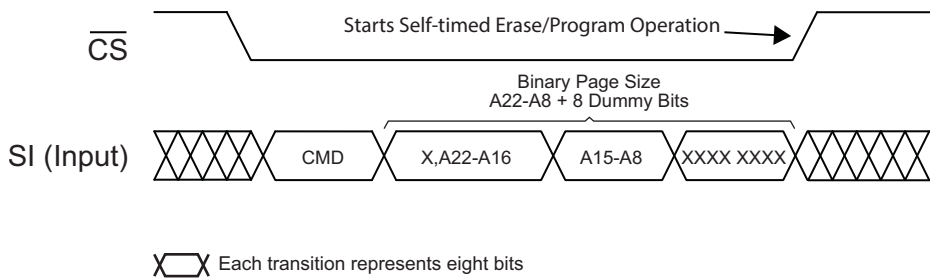 Starts Self-timed Erase/Program Operation
CS
Binary Page Size
A22-A8 + 8 Dummy Bits
SI (Input)
CMD
X,A22-A16
A15-A8
XXXX XXXX
Each transition represents eight bits